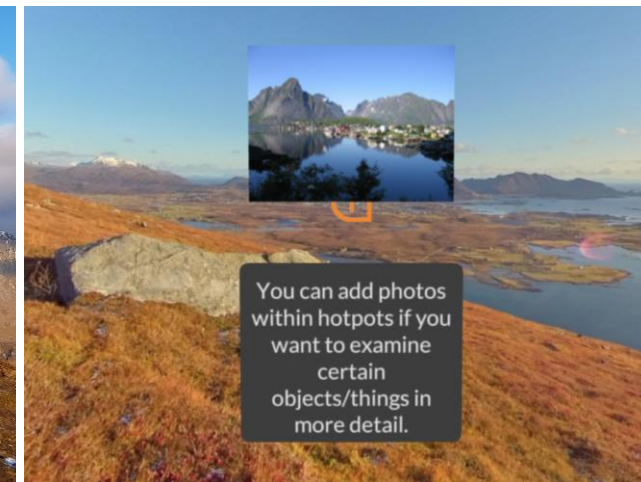 You can add photos
within hotpots if you
want to examine
certain
objects/things in
more detail.